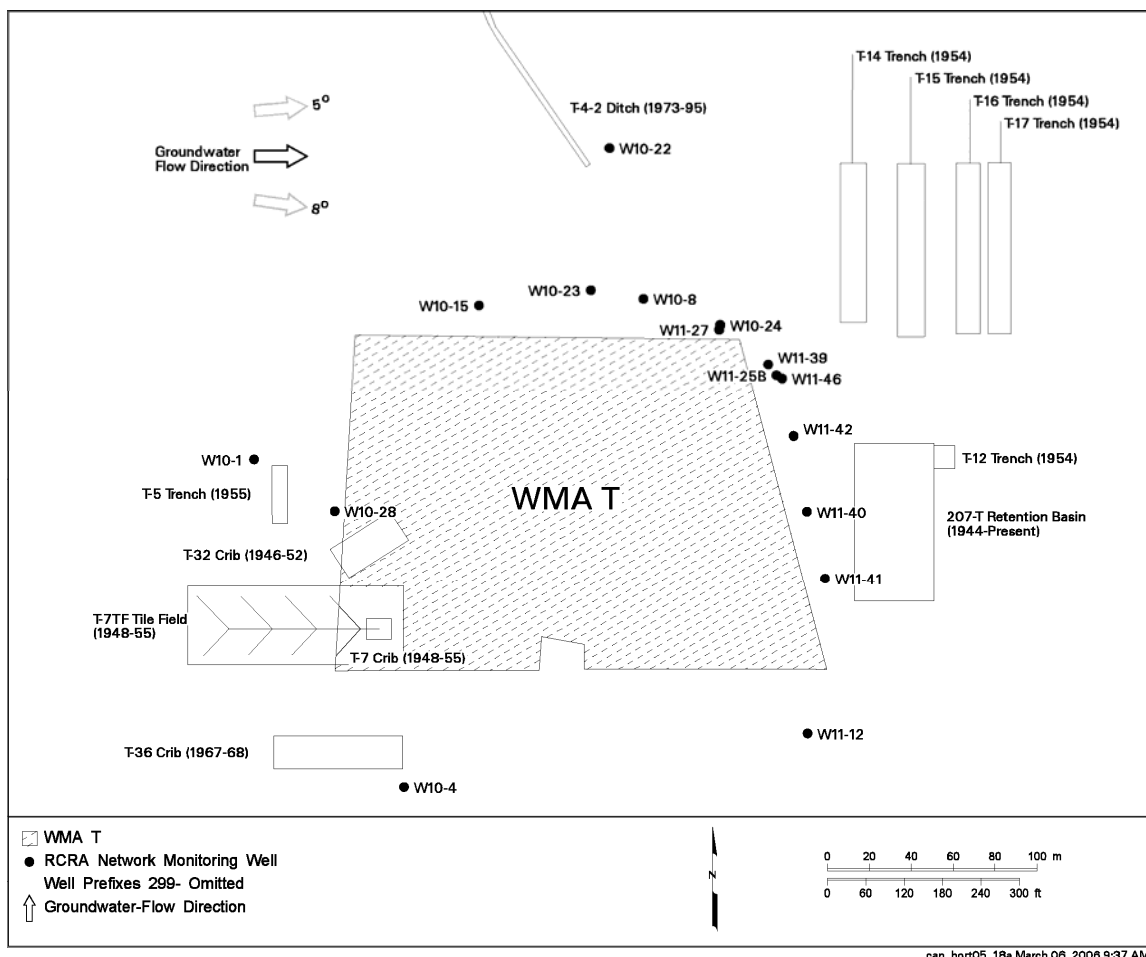 T-14 Trench (1954)
T-15 Trench (1954)
T-16 Trench (1954)
T-17 Trench (1954)
T-4-2 Ditch (1973-95)
5°
Groundwater
Flow Direction
8°
W10-22
W10-23
W10-8
W10-15
W10-24
W11-27
W11-39
W11-25B
W11-46
W11-42
W10-1
T-5 Trench (1955)
T-12 Trench (1954)
WMA T
W10-28
W11-40
207-T Retention Basin
(1944-Present)
T-32 Crib (1946-52)
W11-41
T-7TF Tile Field
(1948-55)
T-7 Crib (1948-55)
W11-12
T-36 Crib (1967-68)
W10-4
WMA T
RCRA Network Monitoring Well
Well Prefixes 299- Omitted
Groundwater-Flow Direction
N
0 20 40 60 80 100 m
0 60 120 180 240 300 ft
can_hort05_18a March 06, 2006 9:37 AM